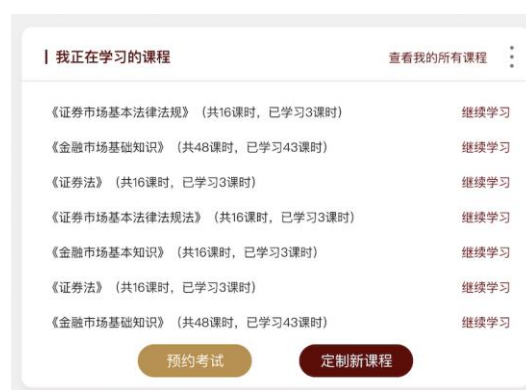 我正在学习的课程 查看我的所有课程
《证券市场基本法律法规》（共16课时，已学习3课时） 继续学习
《金融市场基础知识》（共48课时，已学习43课时） 继续学习
《证券法》（共16课时，已学习3课时） 继续学习
《证券市场基本法律法规法》（共16课时，已学习3课时） 继续学习
《金融市场基本知识》（共16课时，已学习3课时） 继续学习
《证券法》（共16课时，已学习3课时） 继续学习
《金融市场基础知识》（共48课时，已学习43课时） 继续学习
预约考试 定制新课程